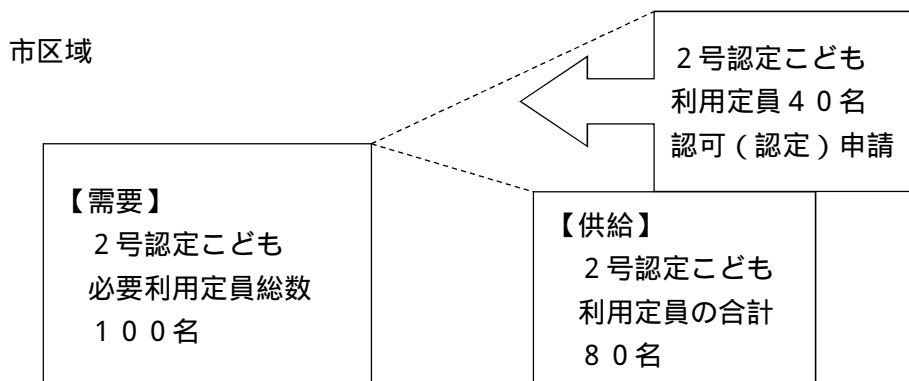 市区域
２号認定こども
利用定員４０名
認可（認定）申請
【需要】
２号認定こども
必要利用定員総数
１００名
【供給】
２号認定こども
利用定員の合計
８０名